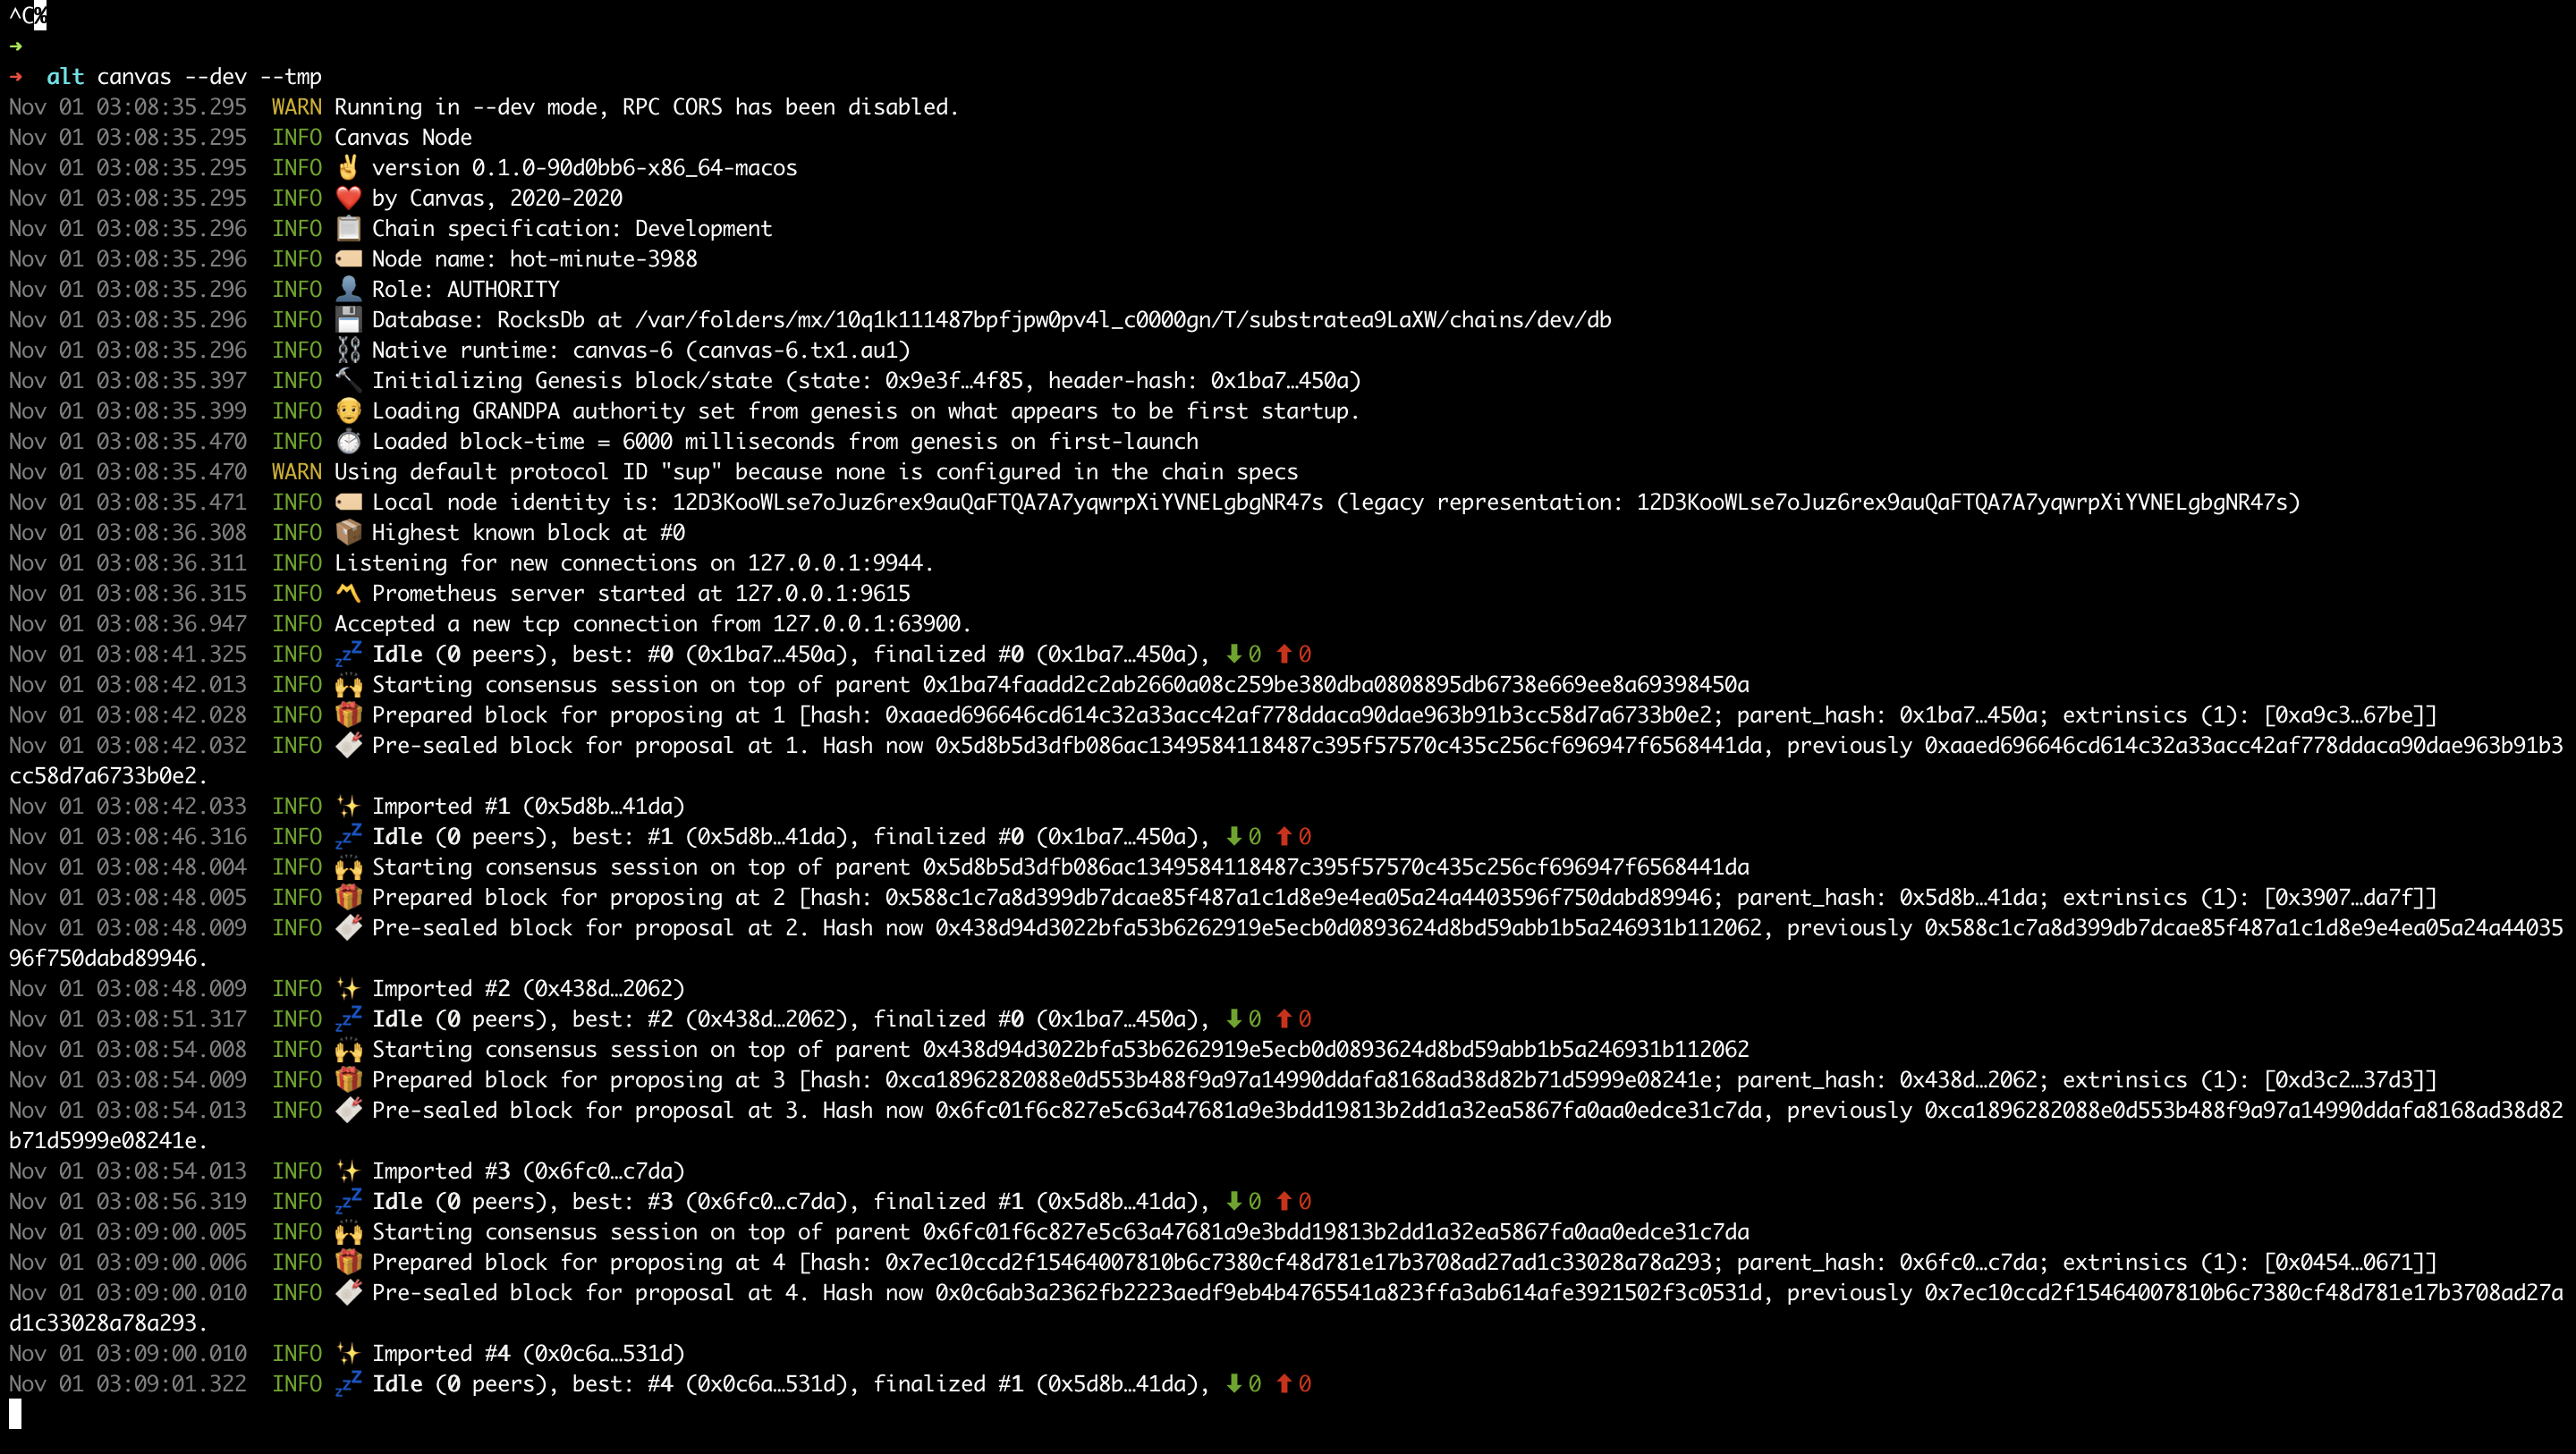 ^C%
➜
➜  alt canvas --dev --tmp
Nov 01 03:08:35.295  WARN Running in --dev mode, RPC CORS has been disabled.
Nov 01 03:08:35.295  INFO Canvas Node
Nov 01 03:08:35.295  INFO ✌️ version 0.1.0-90d0bb6-x86_64-macos
Nov 01 03:08:35.295  INFO ❤️ by Canvas, 2020-2020
Nov 01 03:08:35.296  INFO 📋 Chain specification: Development
Nov 01 03:08:35.296  INFO 🏷 Node name: hot-minute-3988
Nov 01 03:08:35.296  INFO 👤 Role: AUTHORITY
Nov 01 03:08:35.296  INFO 💾 Database: RocksDb at /var/folders/mx/10q1k111487bpfjpw0pv4l_c0000gn/T/substratea9LaXW/chains/dev/db
Nov 01 03:08:35.296  INFO ⛓ Native runtime: canvas-6 (canvas-6.tx1.au1)
Nov 01 03:08:35.397  INFO 🔨 Initializing Genesis block/state (state: 0x9e3f…4f85, header-hash: 0x1ba7…450a)
Nov 01 03:08:35.399  INFO 👴 Loading GRANDPA authority set from genesis on what appears to be first startup.
Nov 01 03:08:35.470  INFO ⏱ Loaded block-time = 6000 milliseconds from genesis on first-launch
Nov 01 03:08:35.470  WARN Using default protocol ID "sup" because none is configured in the chain specs
Nov 01 03:08:35.471  INFO 🏷 Local node identity is: 12D3KooWLse7oJuz6rex9auQaFTQA7A7yqwrpXiYVNELgbgNR47s (legacy representation: 12D3KooWLse7oJuz6rex9auQaFTQA7A7yqwrpXiYVNELgbgNR47s)
Nov 01 03:08:36.308  INFO 📦 Highest known block at #0
Nov 01 03:08:36.311  INFO Listening for new connections on 127.0.0.1:9944.
Nov 01 03:08:36.315  INFO 〽️ Prometheus server started at 127.0.0.1:9615
Nov 01 03:08:36.947  INFO Accepted a new tcp connection from 127.0.0.1:63900.
Nov 01 03:08:41.325  INFO 💤 Idle (0 peers), best: #0 (0x1ba7…450a), finalized #0 (0x1ba7…450a), ⬇ 0 ⬆ 0
Nov 01 03:08:42.013  INFO 🙌 Starting consensus session on top of parent 0x1ba74faadd2c2ab2660a08c259be380dba0808895db6738e669ee8a69398450a
Nov 01 03:08:42.028  INFO 🎁 Prepared block for proposing at 1 [hash: 0xaaed696646cd614c32a33acc42af778ddaca90dae963b91b3cc58d7a6733b0e2; parent_hash: 0x1ba7…450a; extrinsics (1): [0xa9c3…67be]]
Nov 01 03:08:42.032  INFO 🔖 Pre-sealed block for proposal at 1. Hash now 0x5d8b5d3dfb086ac1349584118487c395f57570c435c256cf696947f6568441da, previously 0xaaed696646cd614c32a33acc42af778ddaca90dae963b91b3
cc58d7a6733b0e2.
Nov 01 03:08:42.033  INFO ✨ Imported #1 (0x5d8b…41da)
Nov 01 03:08:46.316  INFO 💤 Idle (0 peers), best: #1 (0x5d8b…41da), finalized #0 (0x1ba7…450a), ⬇ 0 ⬆ 0
Nov 01 03:08:48.004  INFO 🙌 Starting consensus session on top of parent 0x5d8b5d3dfb086ac1349584118487c395f57570c435c256cf696947f6568441da
Nov 01 03:08:48.005  INFO 🎁 Prepared block for proposing at 2 [hash: 0x588c1c7a8d399db7dcae85f487a1c1d8e9e4ea05a24a4403596f750dabd89946; parent_hash: 0x5d8b…41da; extrinsics (1): [0x3907…da7f]]
Nov 01 03:08:48.009  INFO 🔖 Pre-sealed block for proposal at 2. Hash now 0x438d94d3022bfa53b6262919e5ecb0d0893624d8bd59abb1b5a246931b112062, previously 0x588c1c7a8d399db7dcae85f487a1c1d8e9e4ea05a24a44035
96f750dabd89946.
Nov 01 03:08:48.009  INFO ✨ Imported #2 (0x438d…2062)
Nov 01 03:08:51.317  INFO 💤 Idle (0 peers), best: #2 (0x438d…2062), finalized #0 (0x1ba7…450a), ⬇ 0 ⬆ 0
Nov 01 03:08:54.008  INFO 🙌 Starting consensus session on top of parent 0x438d94d3022bfa53b6262919e5ecb0d0893624d8bd59abb1b5a246931b112062
Nov 01 03:08:54.009  INFO 🎁 Prepared block for proposing at 3 [hash: 0xca1896282088e0d553b488f9a97a14990ddafa8168ad38d82b71d5999e08241e; parent_hash: 0x438d…2062; extrinsics (1): [0xd3c2…37d3]]
Nov 01 03:08:54.013  INFO 🔖 Pre-sealed block for proposal at 3. Hash now 0x6fc01f6c827e5c63a47681a9e3bdd19813b2dd1a32ea5867fa0aa0edce31c7da, previously 0xca1896282088e0d553b488f9a97a14990ddafa8168ad38d82
b71d5999e08241e.
Nov 01 03:08:54.013  INFO ✨ Imported #3 (0x6fc0…c7da)
Nov 01 03:08:56.319  INFO 💤 Idle (0 peers), best: #3 (0x6fc0…c7da), finalized #1 (0x5d8b…41da), ⬇ 0 ⬆ 0
Nov 01 03:09:00.005  INFO 🙌 Starting consensus session on top of parent 0x6fc01f6c827e5c63a47681a9e3bdd19813b2dd1a32ea5867fa0aa0edce31c7da
Nov 01 03:09:00.006  INFO 🎁 Prepared block for proposing at 4 [hash: 0x7ec10ccd2f15464007810b6c7380cf48d781e17b3708ad27ad1c33028a78a293; parent_hash: 0x6fc0…c7da; extrinsics (1): [0x0454…0671]]
Nov 01 03:09:00.010  INFO 🔖 Pre-sealed block for proposal at 4. Hash now 0x0c6ab3a2362fb2223aedf9eb4b4765541a823ffa3ab614afe3921502f3c0531d, previously 0x7ec10ccd2f15464007810b6c7380cf48d781e17b3708ad27a
d1c33028a78a293.
Nov 01 03:09:00.010  INFO ✨ Imported #4 (0x0c6a…531d)
Nov 01 03:09:01.322  INFO 💤 Idle (0 peers), best: #4 (0x0c6a…531d), finalized #1 (0x5d8b…41da), ⬇ 0 ⬆ 0